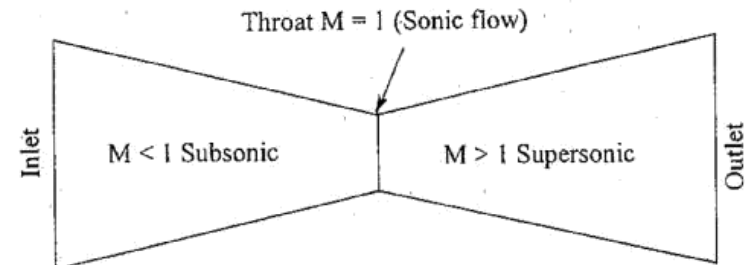 Throat M = 1 (Sonic flow)
Inlet
M < 1 Subsonic
M > 1 Supersonic
Outlet